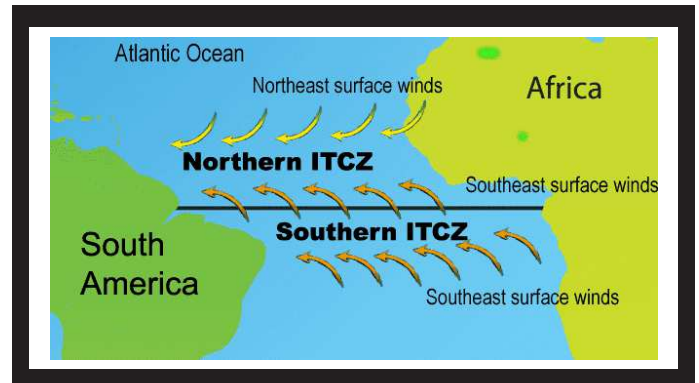 Atlantic Ocean
Northeast surface winds
Africa
Northern ITCZ
Southeast surface winds
Southern ITCZ
South
America
Southeast surface winds